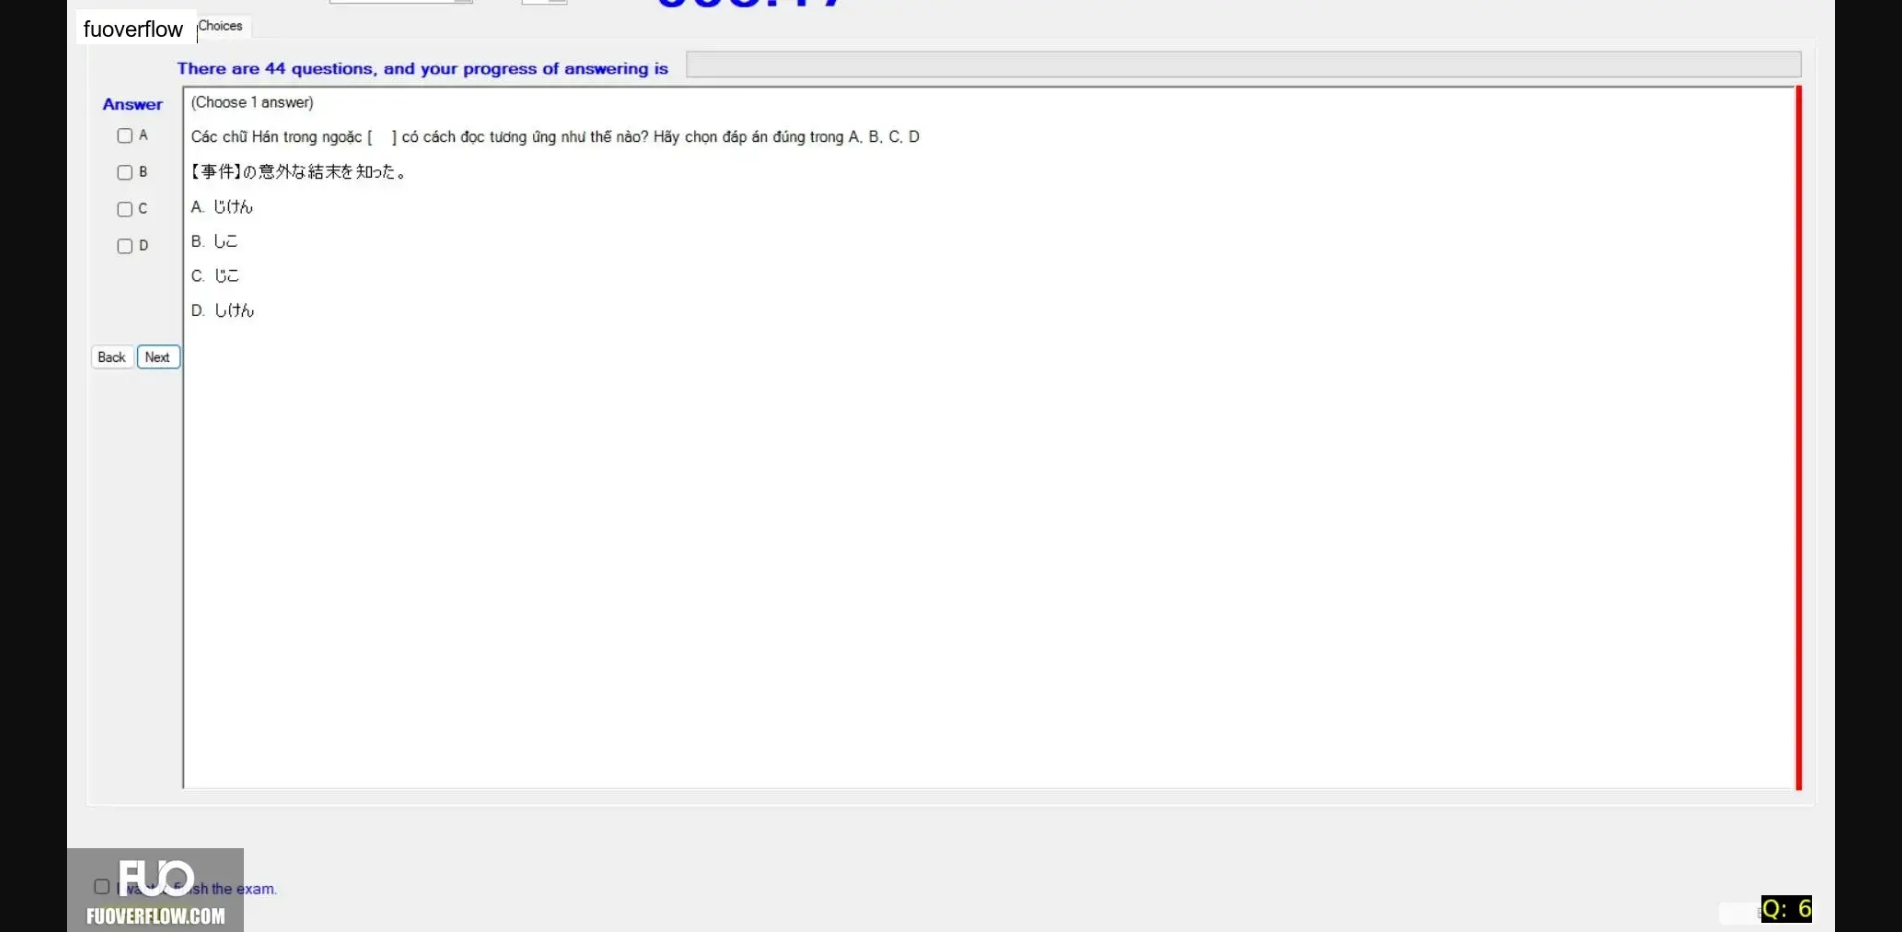 fuoverflow
Choices
There are 44 questions, and your progress of answering is
Answer
(Choose 1 answer)
A
Các chữ Hán trong ngoặc [ ] có cách đọc tương ứng như thế nào? Hãy chọn đáp án đúng trong A, B, C, D
B
【事件】の意外な結末を知った。
C
A. じけん
D
B. しこ
C. じこ
D. しけん
Back
Next
FUO
finish the exam.
FUOVERFLOW.COM
Q: 6